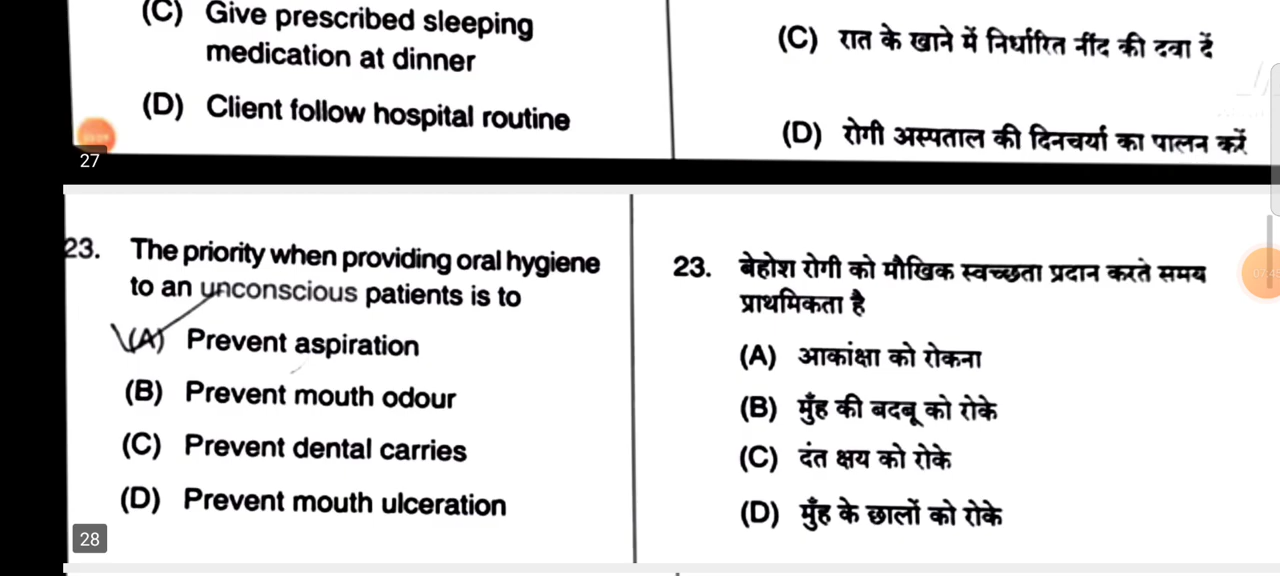 (C) Give prescribed sleeping
medication at dinner
(D) Client follow hospital routine
(C) रात के खाने में निर्धारित नींद की दवा दें
(D) रोगी अस्पताल की दिनचर्या का पालन करें
27
23. The priority when providing oral hygiene
to an unconscious patients is to
(A) Prevent aspiration
(B) Prevent mouth odour
(C) Prevent dental carries
(D) Prevent mouth ulceration
23. बेहोश रोगी को मौखिक स्वच्छता प्रदान करते समय
प्राथमिकता है
(A) आकांक्षा को रोकना
(B) मुँह की बदबू को रोके
(C) दंत क्षय को रोके
(D) मुँह के छालों को रोके
28